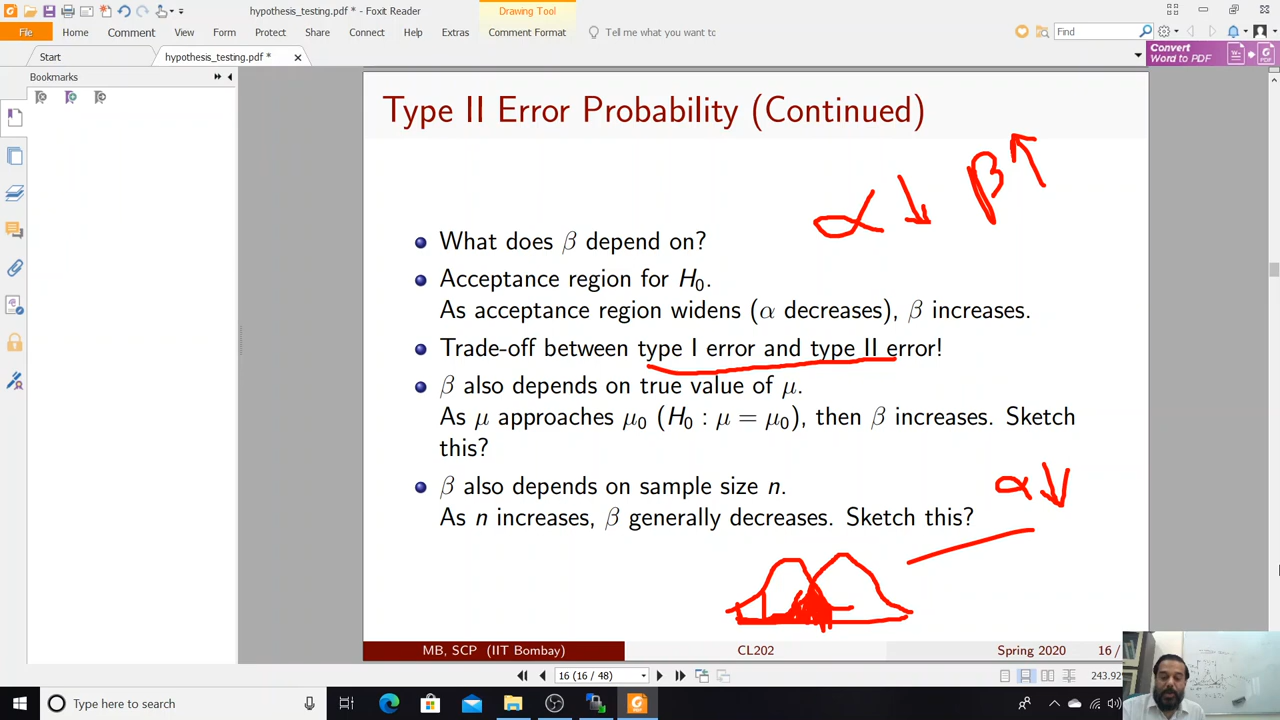 hypothesis_testing.pdf * - Foxit Reader
Drawing Tool
File Home Comment View Form Protect Share Connect Help Extras Comment Format Tell me what you want tc Find
Start hypothesis_testing.pdf * Convert Word to PDF
Bookmarks
Type II Error Probability (Continued)
α↓ β↑
What does β depend on?
Acceptance region for H₀.
As acceptance region widens (α decreases), β increases.
Trade-off between type I error and type II error!
β also depends on true value of μ.
As μ approaches μ₀ (H₀ : μ = μ₀), then β increases. Sketch
this?
β also depends on sample size n.
As n increases, β generally decreases. Sketch this?
α↓
MB, SCP (IIT Bombay) CL202 Spring 2020 16 /
16 (16 / 48) 243.92
Type here to search